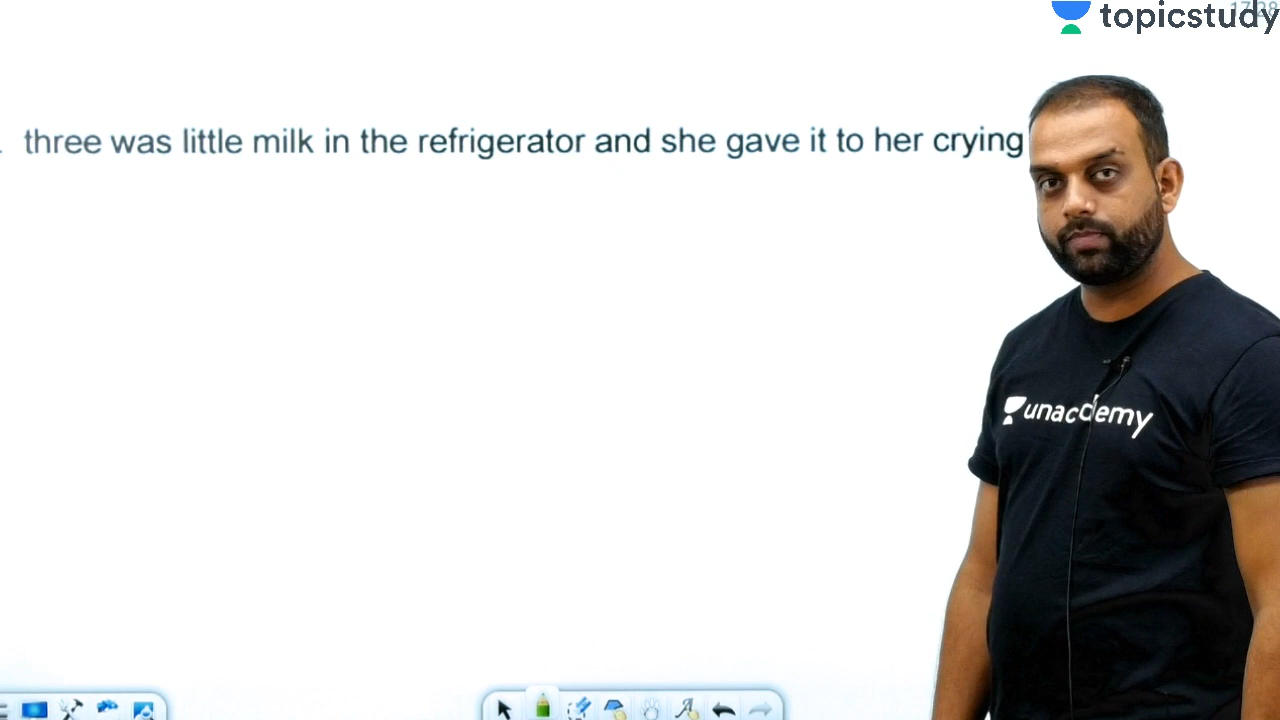 topicstudy
three was little milk in the refrigerator and she gave it to her crying
unacademy